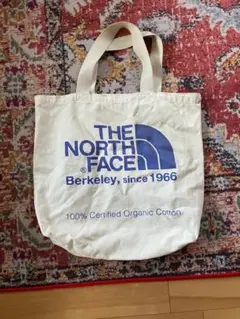 THE
NORTH
FACE
®
Berkeley, since 1966
100% Certified Organic Cotton